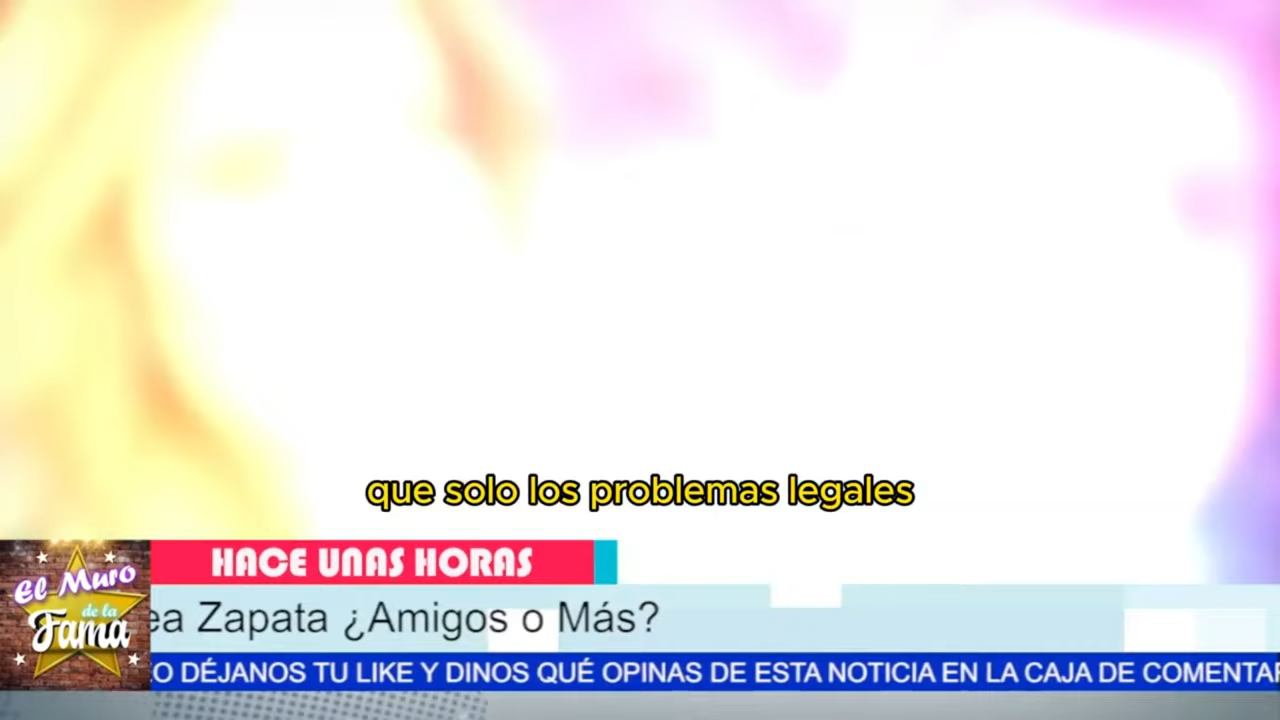 que solo los problemas legales
HACE UNAS HORAS
El Muro
de la
Fama
ea Zapata ¿Amigos o Más?
O DÉJANOS TU LIKE Y DINOS QUÉ OPINAS DE ESTA NOTICIA EN LA CAJA DE COMENTAR